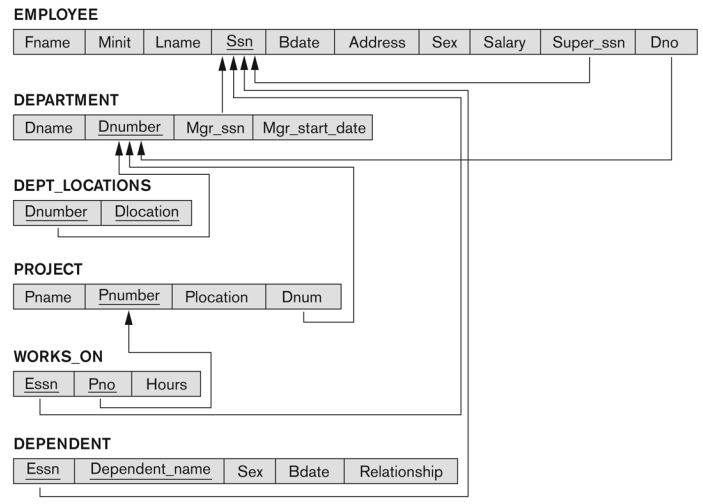 EMPLOYEE
Fname Minit Lname Ssn Bdate Address Sex Salary Super_ssn Dno
DEPARTMENT
Dname Dnumber Mgr_ssn Mgr_start_date
DEPT_LOCATIONS
Dnumber Dlocation
PROJECT
Pname Pnumber Plocation Dnum
WORKS_ON
Essn Pno Hours
DEPENDENT
Essn Dependent_name Sex Bdate Relationship